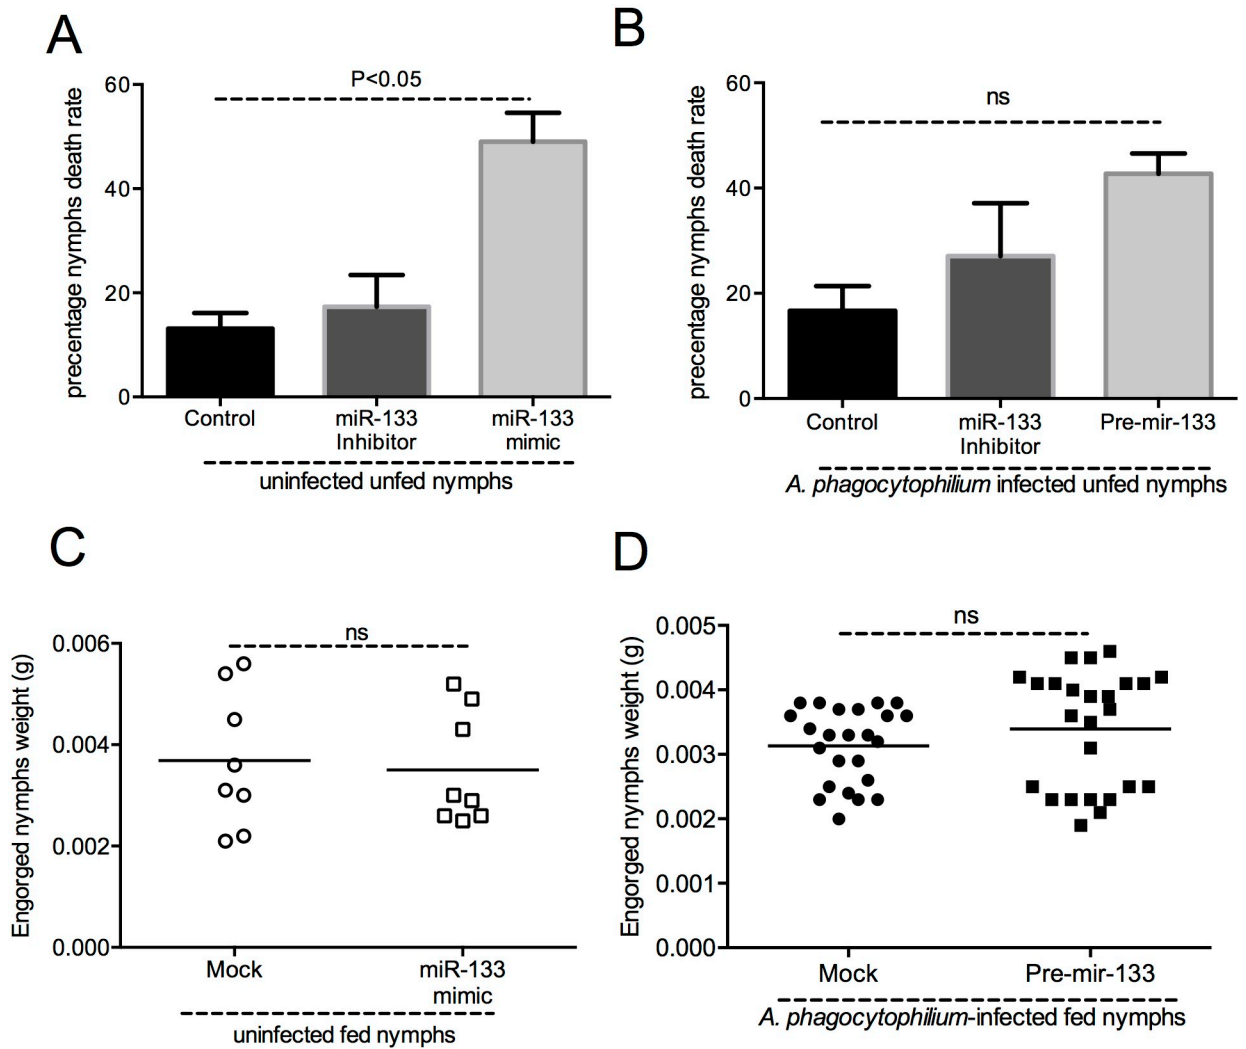 A
P<0.05
precentage nymphs death rate
60
40
20
0
Control
miR-133
Inhibitor
miR-133
mimic
uninfected unfed nymphs
B
ns
precentage nymphs death rate
60
40
20
0
Control
miR-133
Inhibitor
Pre-mir-133
A. phagocytophilium infected unfed nymphs
C
ns
Engorged nymphs weight (g)
0.006
0.004
0.002
0.000
Mock
miR-133
mimic
uninfected fed nymphs
D
ns
Engorged nymphs weight (g)
0.005
0.004
0.003
0.002
0.001
0.000
Mock
Pre-mir-133
A. phagocytophilium-infected fed nymphs